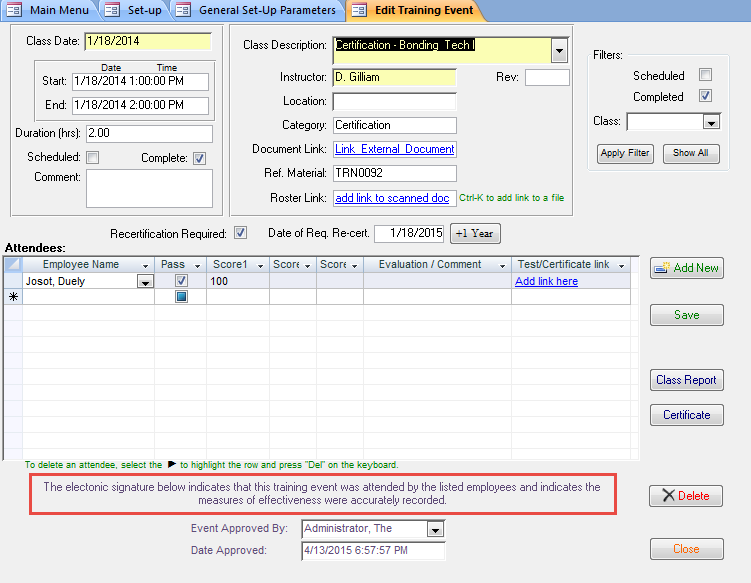 Main Menu
Set-up
General Set-Up Parameters
Edit Training Event
Class Date: 1/18/2014
Date Time
Start: 1/18/2014 1:00:00 PM
End: 1/18/2014 2:00:00 PM
Duration (hrs): 2.00
Scheduled: Complete:
Comment:
Class Description: Certification - Bonding Tech I
Instructor: D. Gilliam Rev:
Location:
Category: Certification
Document Link: Link External Document
Ref. Material: TRN0092
Roster Link: add link to scanned doc Ctrl-K to add link to a file
Filters:
Scheduled
Completed
Class:
Apply Filter Show All
Recertification Required: Date of Req. Re-cert. 1/18/2015 +1 Year
Attendees:
Employee Name Pass Score1 Score Score Evaluation / Comment Test/Certificate link
Josot, Duely 100 Add link here
Add New
Save
Class Report
Certificate
To delete an attendee, select the to highlight the row and press "Del" on the keyboard.
The electonic signature below indicates that this training event was attended by the listed employees and indicates the
measures of effectiveness were accurately recorded.
Delete
Event Approved By: Administrator, The
Date Approved: 4/13/2015 6:57:57 PM
Close